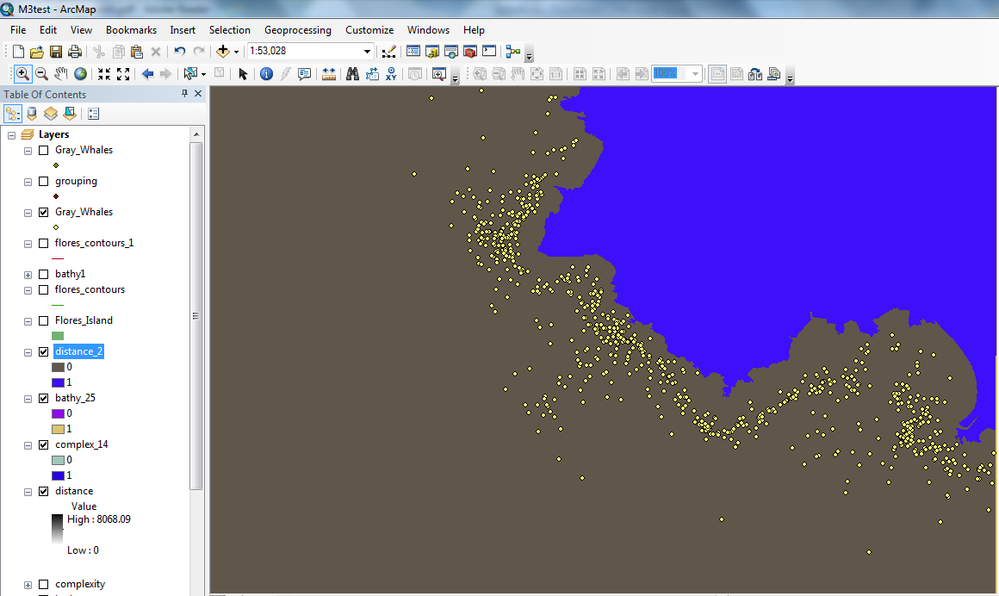 M3test - ArcMap
File Edit View Bookmarks Insert Selection Geoprocessing Customize Windows Help
1:53,028
XY
100%
Table Of Contents
Layers
Gray_Whales
grouping
Gray_Whales
flores_contours_1
bathy1
flores_contours
Flores_Island
distance_2
0
1
bathy_25
0
1
complex_14
0
1
distance
Value
High : 8068.09
Low : 0
complexity